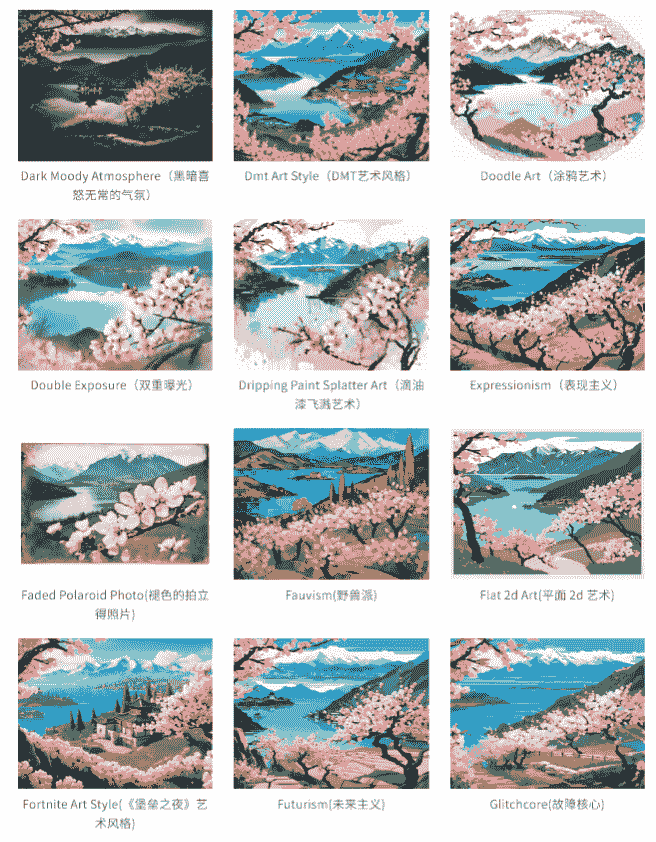 Dark Moody Atmosphere（黑暗喜
怒无常的气氛）
Dmt Art Style（DMT艺术风格）
Doodle Art（涂鸦艺术）
Double Exposure（双重曝光）
Dripping Paint Splatter Art（滴油
漆飞溅艺术）
Expressionism（表现主义）
Faded Polaroid Photo(褪色的拍立
得照片)
Fauvism(野兽派)
Flat 2d Art(平面 2d 艺术)
Fortnite Art Style(《堡垒之夜》艺
术风格)
Futurism(未来主义)
Glitchcore(故障核心)